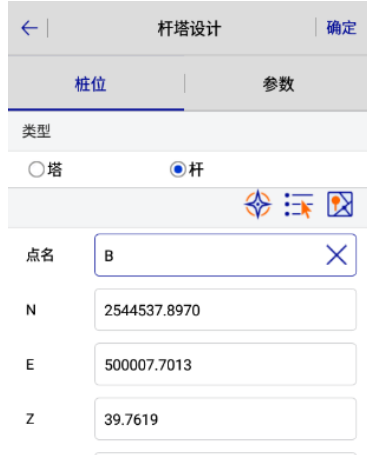 杆塔设计 确定
桩位 参数
类型
塔 杆
点名 B
N 2544537.8970
E 500007.7013
Z 39.7619